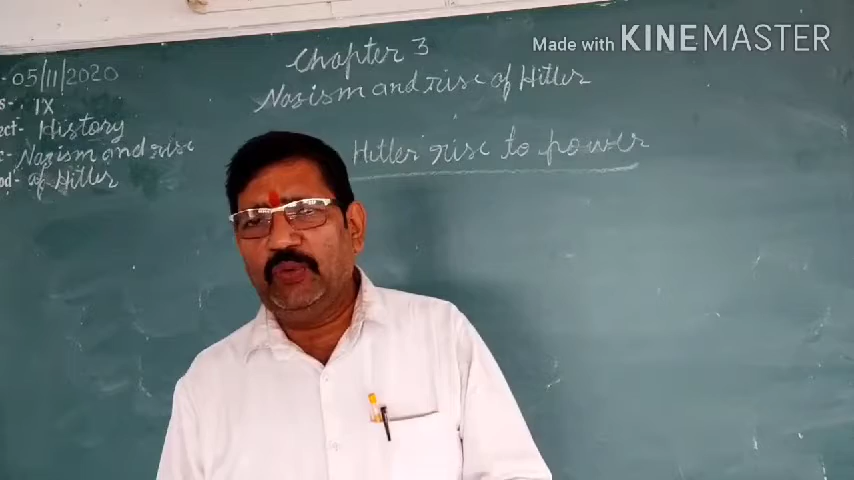 Made with KINEMASTER
Chapter 3
Nazism and rise of Hitler
Hitler rise to power
05/11/2020
IX
History
Nazism and rise
of Hitler